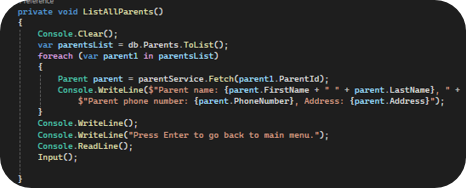 reference
private void ListAllParents()
{
Console.Clear();
var parentsList = db.Parents.ToList();
foreach (var parent1 in parentsList)
{
Parent parent = parentService.Fetch(parent1.ParentId);
Console.WriteLine($"Parent name: {parent.FirstName + " " + parent.LastName}, " +
$"Parent phone number: {parent.PhoneNumber}, Address: {parent.Address}");
}
Console.WriteLine();
Console.WriteLine("Press Enter to go back to main menu.");
Console.ReadLine();
Input();
}